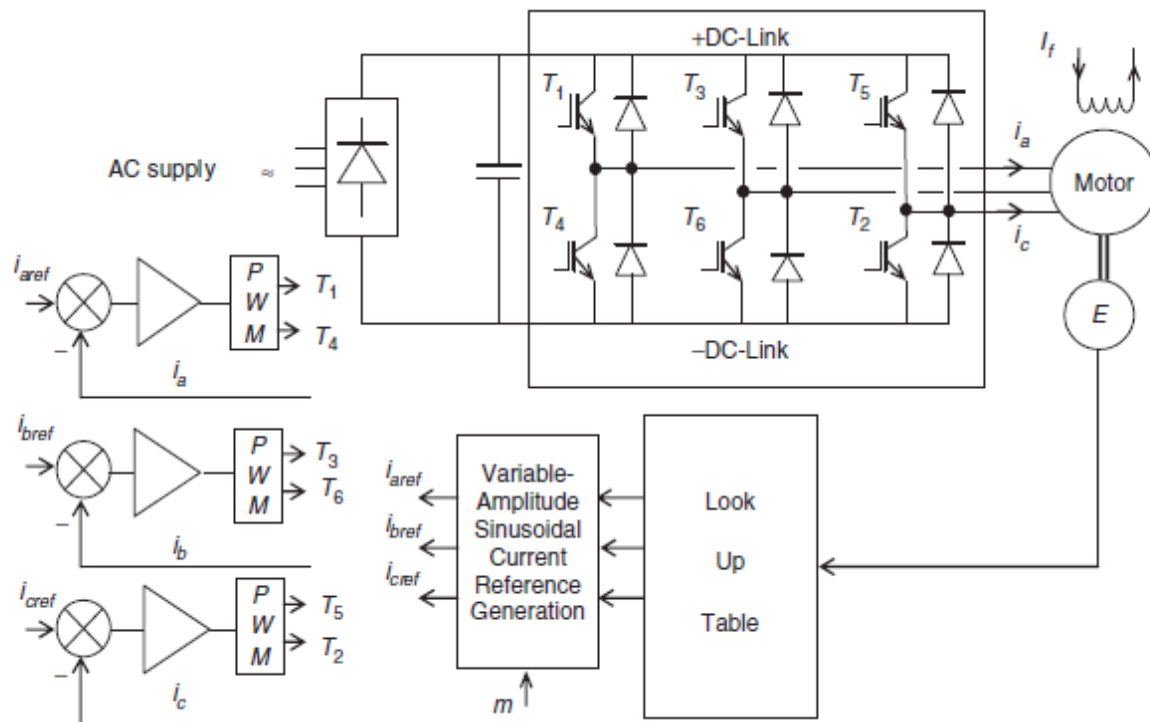 +DC-Link
I_f
T_1
T_3
T_5
i_a
AC supply
≈
Motor
T_4
T_6
T_2
i_c
i_aref
P
W
M
T_1
T_4
E
−
−DC-Link
i_a
i_bref
P
W
M
T_3
T_6
−
i_b
i_aref
i_bref
i_cref
Variable-
Amplitude
Sinusoidal
Current
Reference
Generation
Look
Up
Table
i_cref
P
W
M
T_5
T_2
−
i_c
m